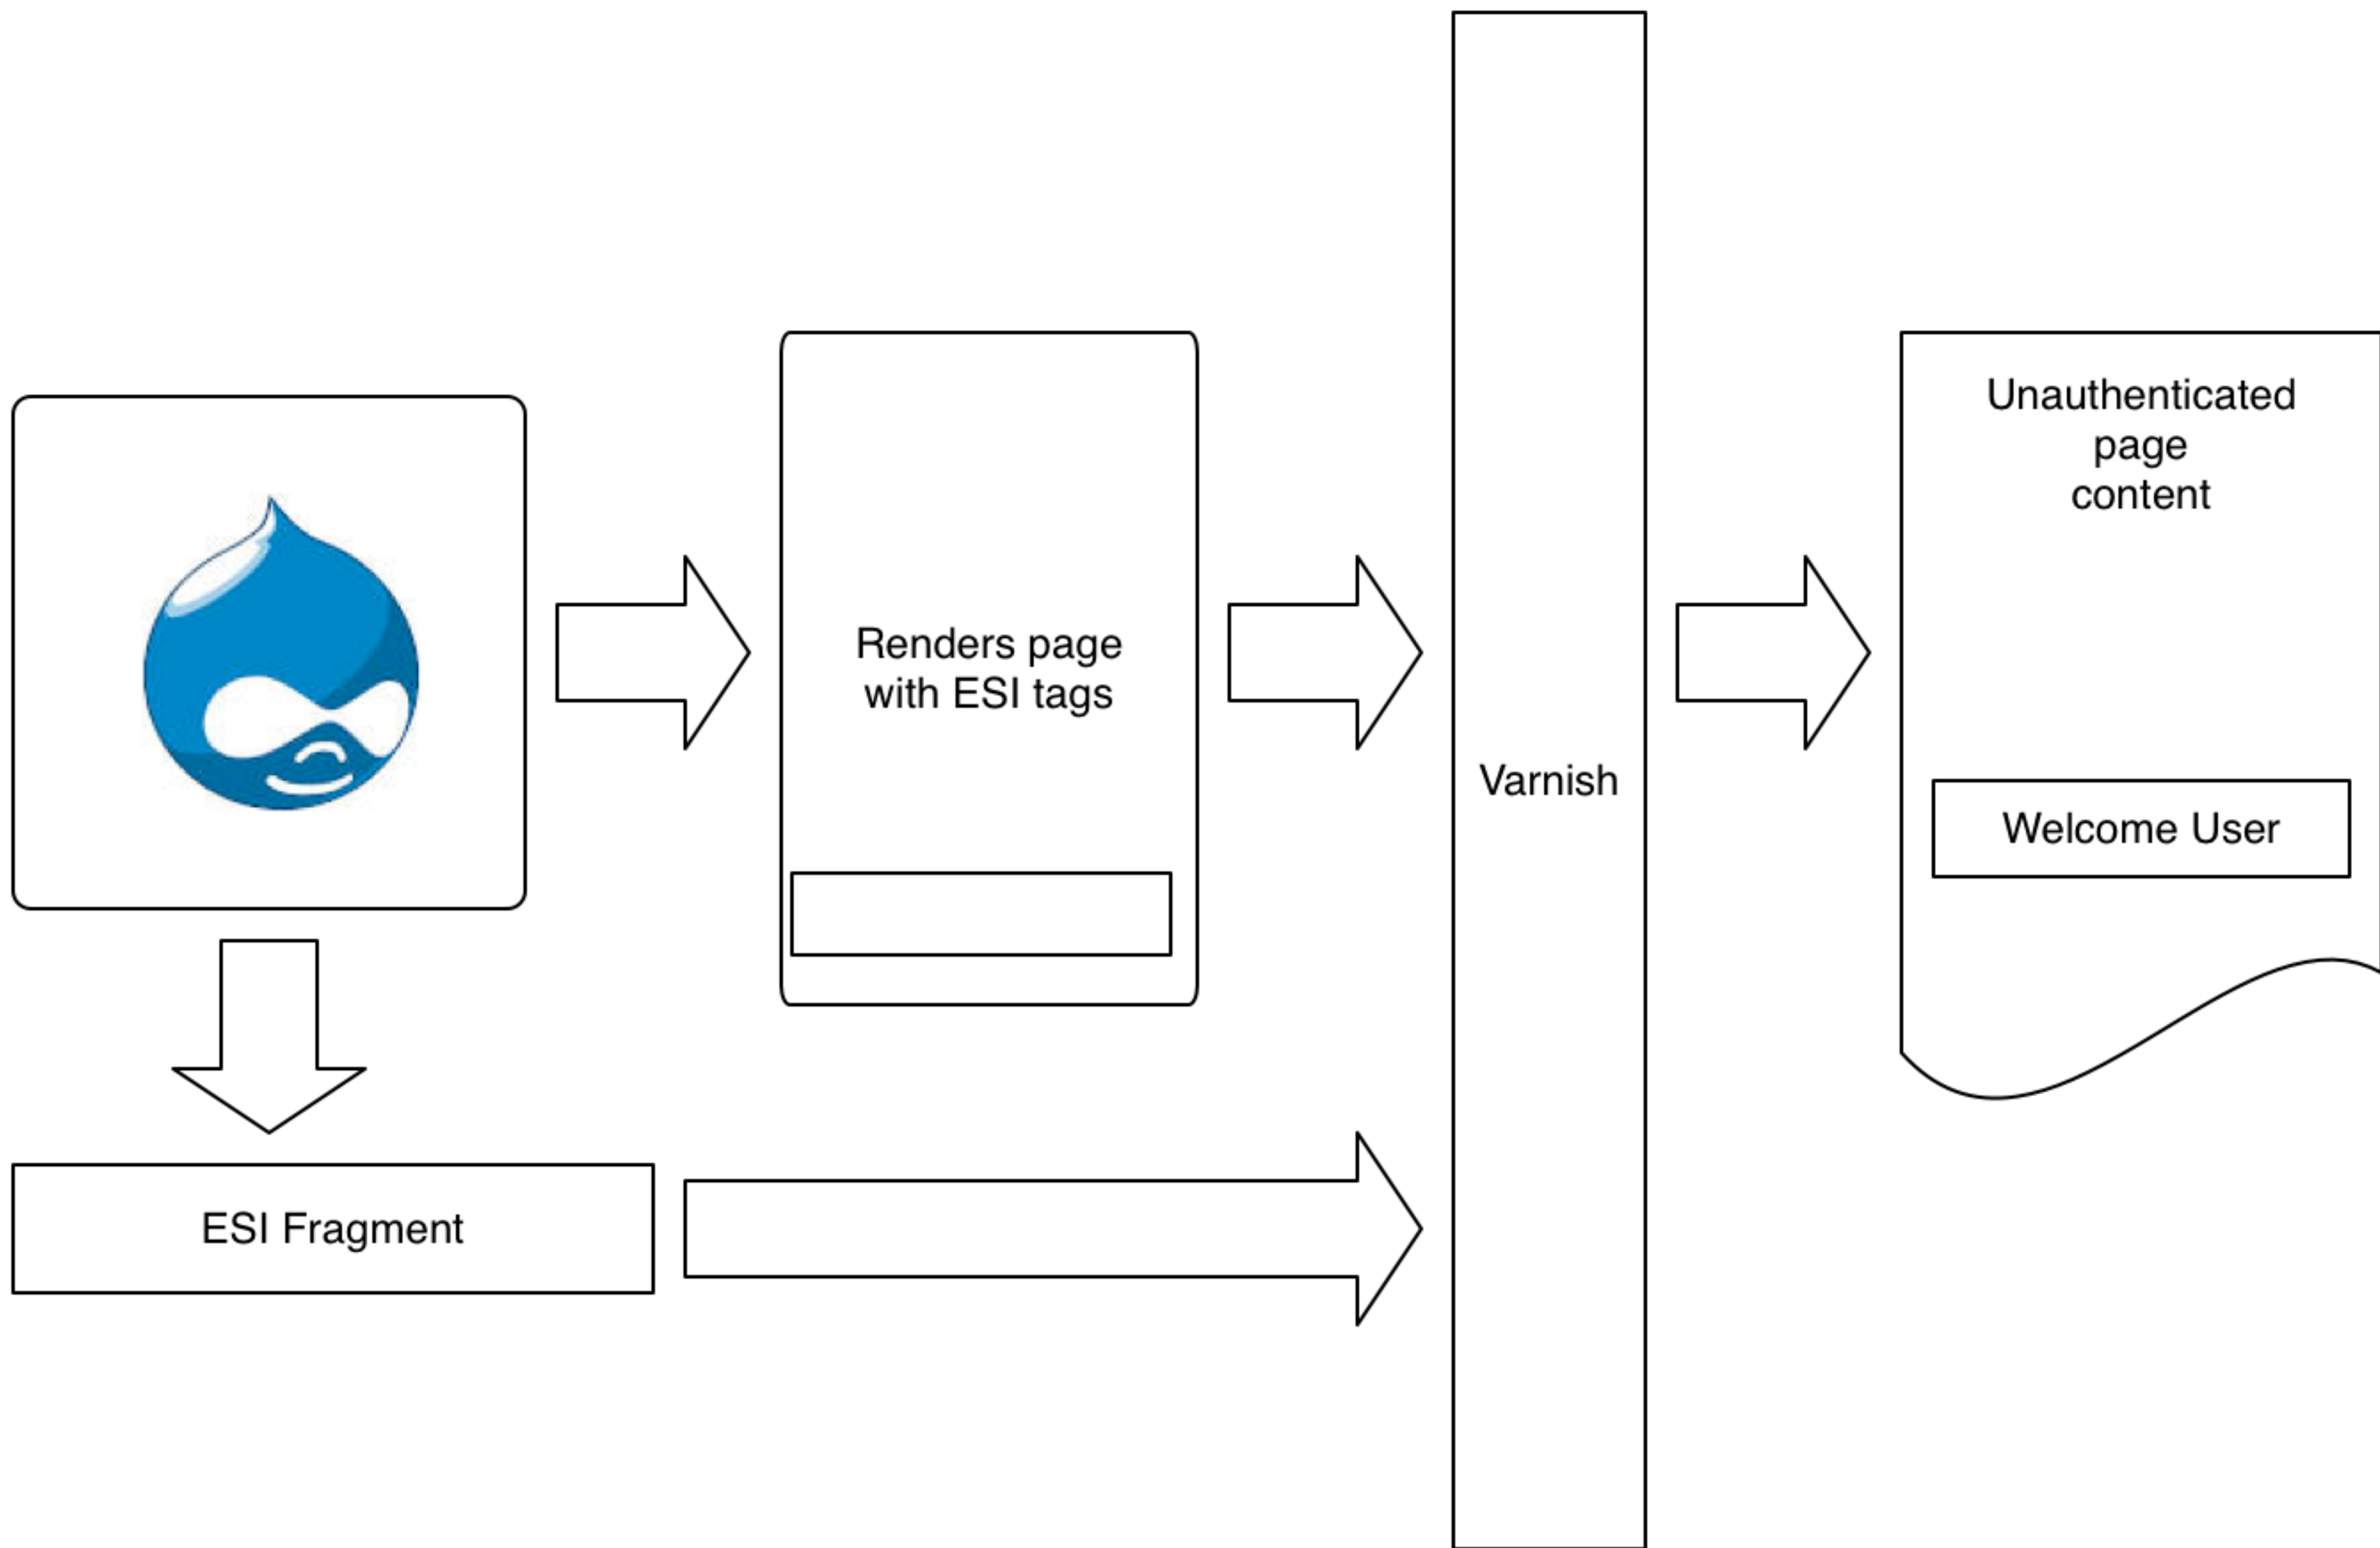 Renders page
with ESI tags
Varnish
Unauthenticated
page
content
Welcome User
ESI Fragment